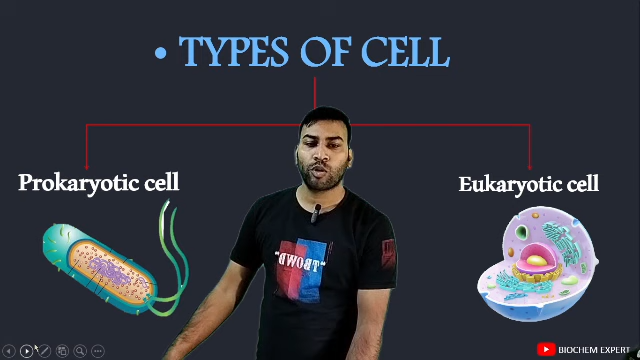 • TYPES OF CELL
Prokaryotic cell
Eukaryotic cell
BIOCHEM EXPERT